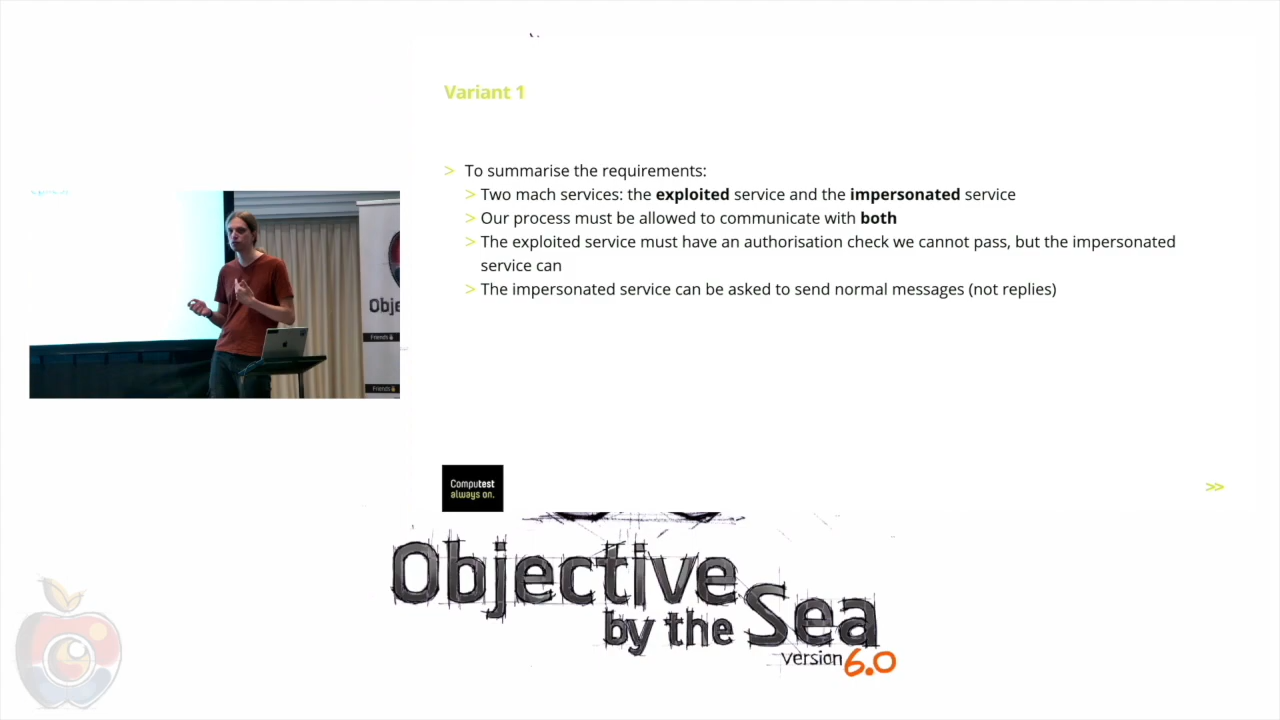 Variant 1
> To summarise the requirements:
> Two mach services: the exploited service and the impersonated service
> Our process must be allowed to communicate with both
> The exploited service must have an authorisation check we cannot pass, but the impersonated
service can
> The impersonated service can be asked to send normal messages (not replies)
Obje
Friends
Friends
Computest
always on.
>>
Objective
by the Sea
version 6.0